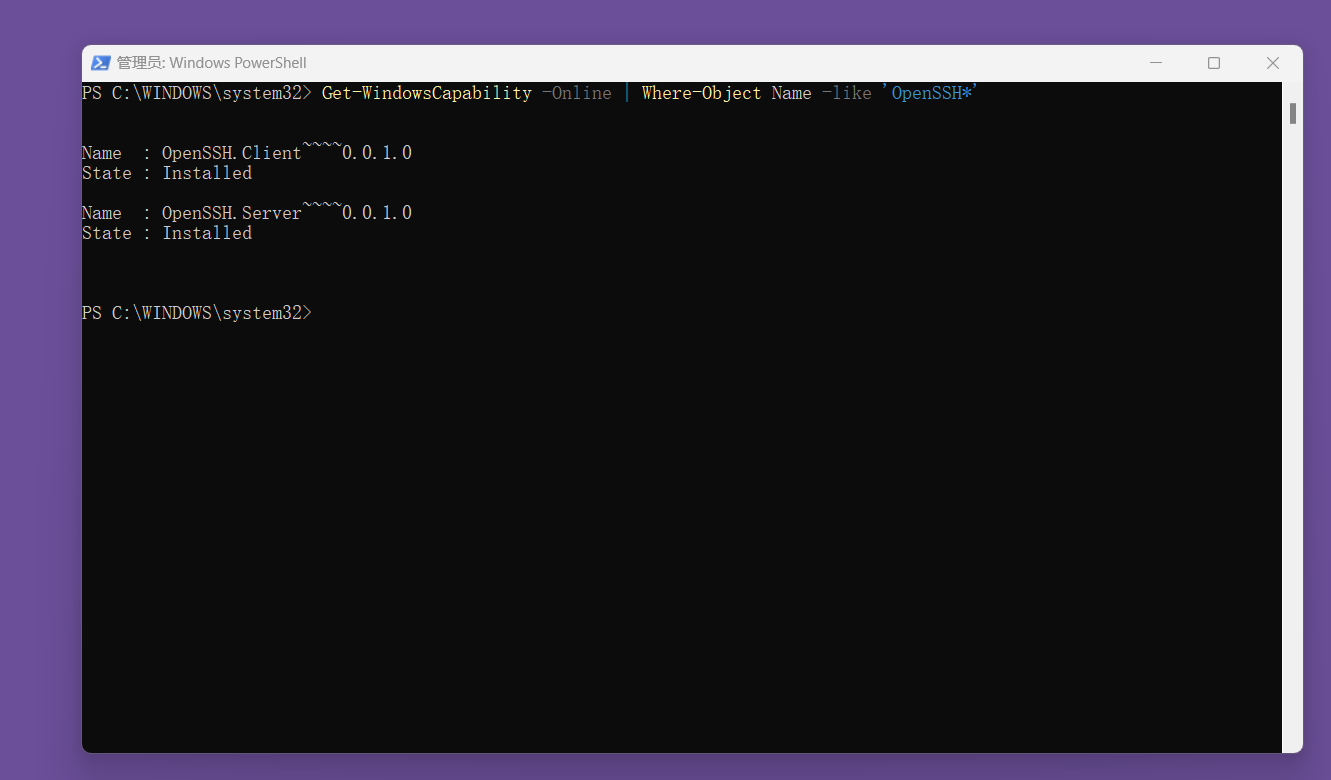 管理员: Windows PowerShell
PS C:\WINDOWS\system32> Get-WindowsCapability -Online | Where-Object Name -like 'OpenSSH*'
Name  : OpenSSH.Client~~~~0.0.1.0
State : Installed
Name  : OpenSSH.Server~~~~0.0.1.0
State : Installed
PS C:\WINDOWS\system32>